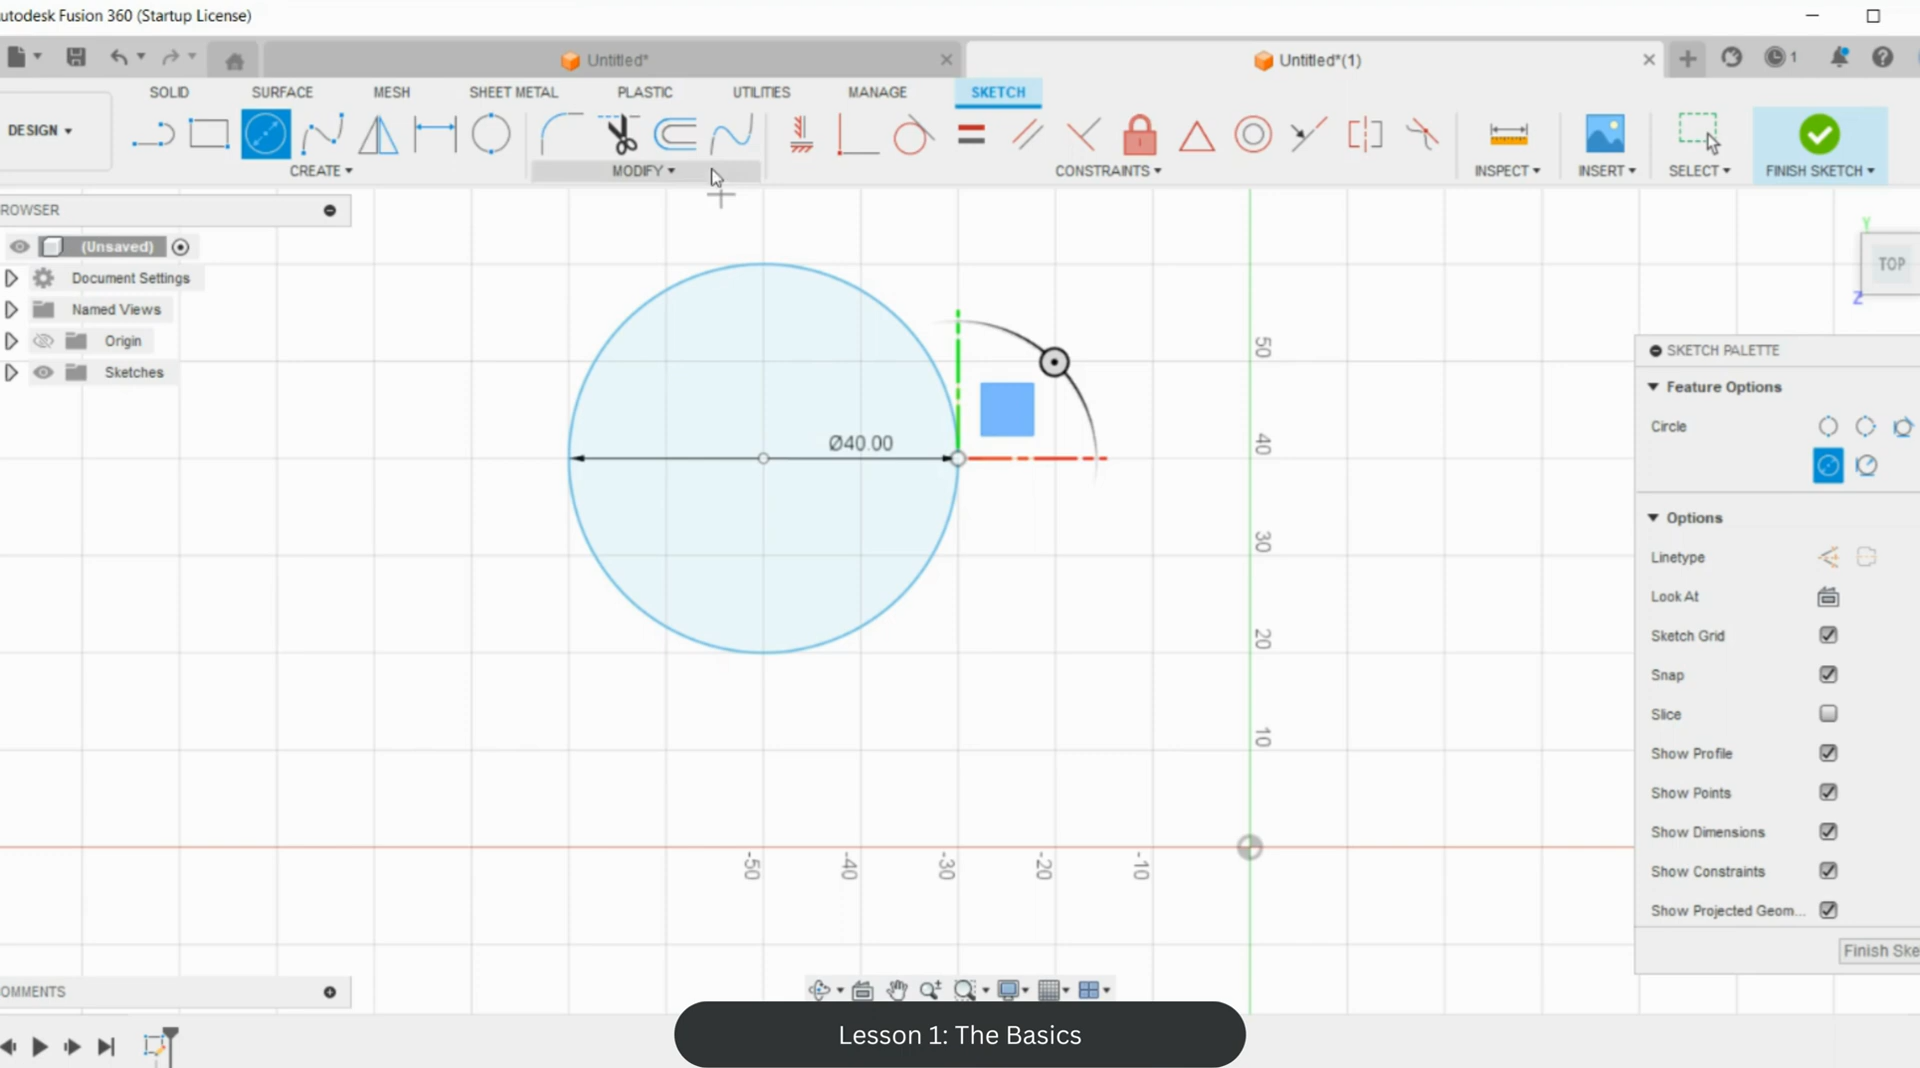 utodesk Fusion 360 (Startup License)
Untitled*
Untitled*(1)
1
SOLID SURFACE MESH SHEET METAL PLASTIC UTILITIES MANAGE SKETCH
DESIGN
CREATE MODIFY CONSTRAINTS INSPECT INSERT SELECT FINISH SKETCH
ROWSER
(Unsaved)
Document Settings
Named Views
Origin
Sketches
Ø40.00
50
40
30
20
10
-50 -40 -30 -20 -10
Y
TOP
Z
SKETCH PALETTE
Feature Options
Circle
Options
Linetype
Look At
Sketch Grid
Snap
Slice
Show Profile
Show Points
Show Dimensions
Show Constraints
Show Projected Geom...
Finish Ske
OMMENTS
Lesson 1: The Basics